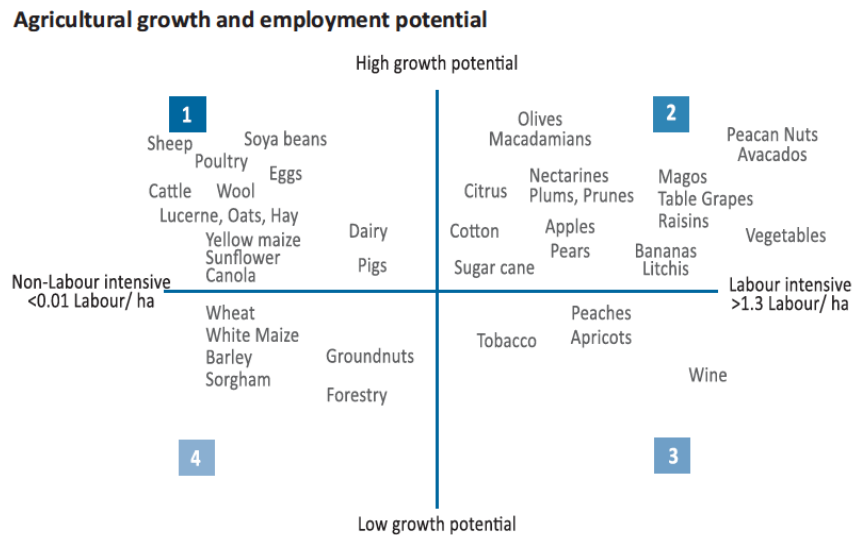 Agricultural growth and employment potential
High growth potential
1
Sheep
Soya beans
Poultry
Eggs
Cattle
Wool
Lucerne, Oats, Hay
Yellow maize
Sunflower
Canola
Dairy
Pigs
2
Olives
Macadamians
Peacan Nuts
Avacados
Citrus
Nectarines
Plums, Prunes
Magos
Table Grapes
Raisins
Cotton
Apples
Pears
Vegetables
Sugar cane
Bananas
Litchis
Non-Labour intensive
<0.01 Labour/ ha
Labour intensive
>1.3 Labour/ ha
Wheat
White Maize
Barley
Sorgham
Groundnuts
Forestry
4
Peaches
Apricots
Tobacco
Wine
3
Low growth potential